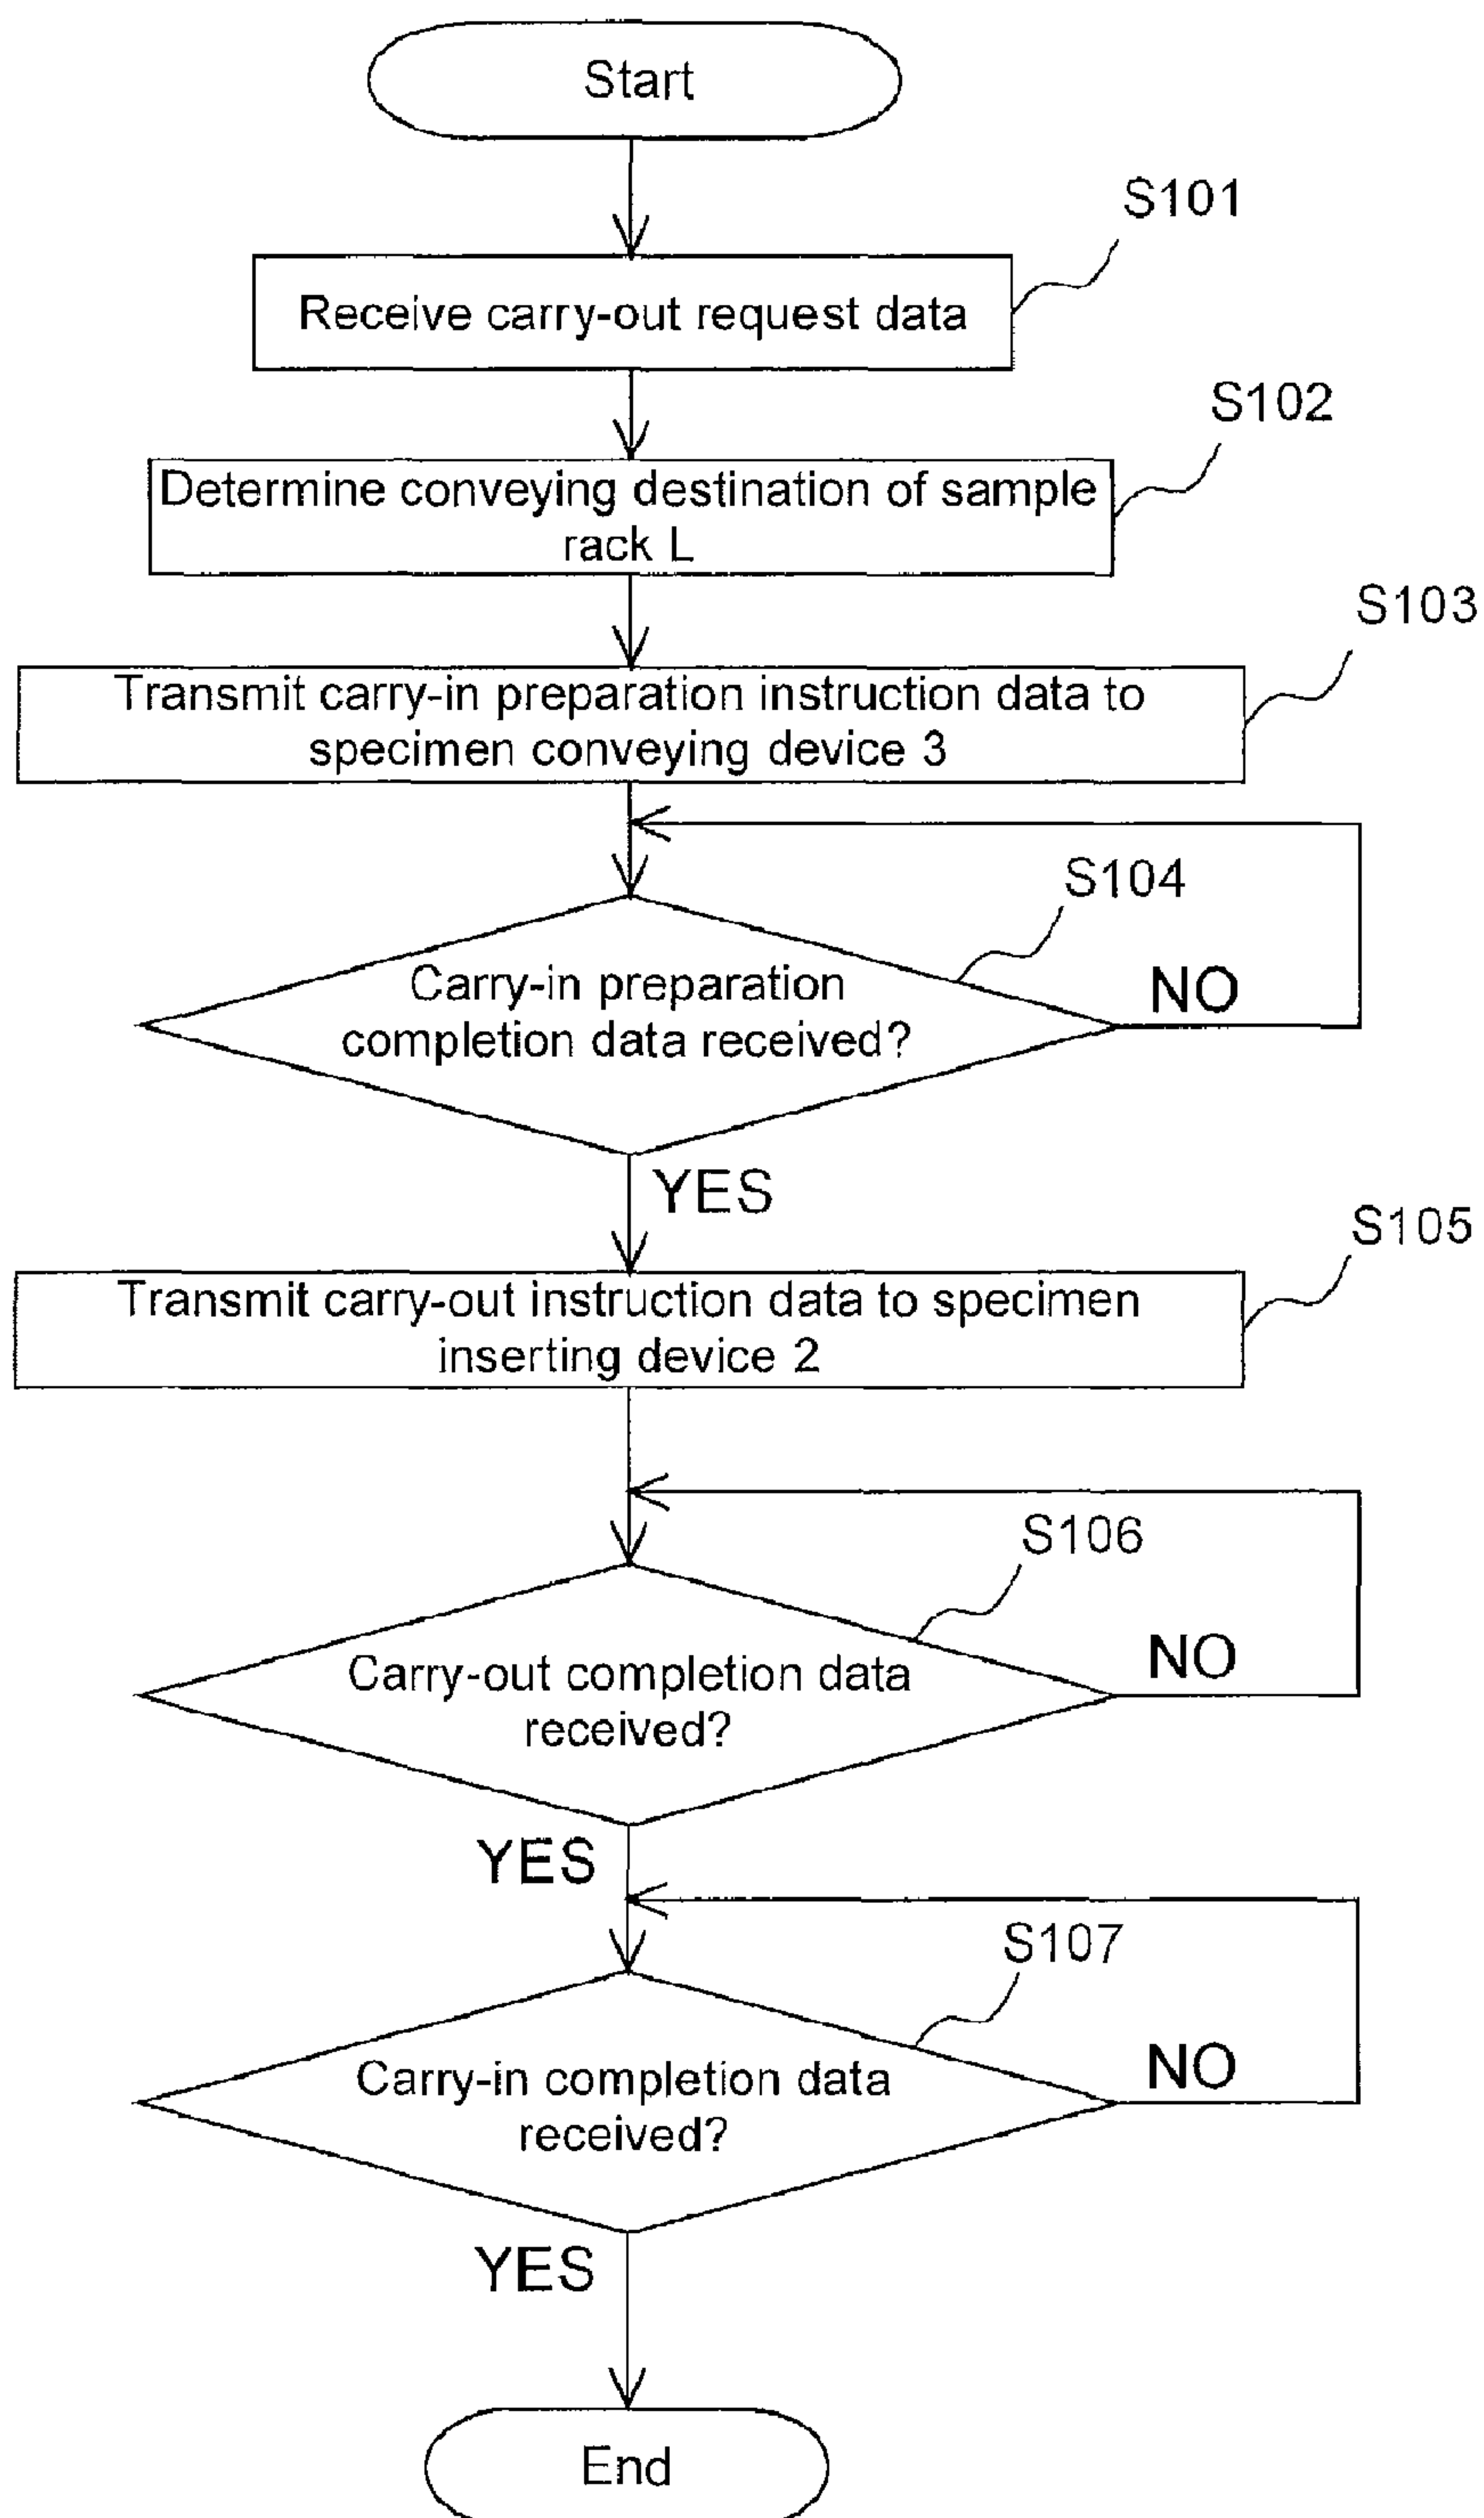 Start
S101
Receive carry-out request data
S102
Determine conveying destination of sample
rack L
S103
Transmit carry-in preparation instruction data to
specimen conveying device 3
S104
Carry-in preparation
completion data received?
NO
YES
S105
Transmit carry-out instruction data to specimen
inserting device 2
S106
Carry-out completion data
received?
NO
YES
S107
Carry-in completion data
received?
NO
YES
End